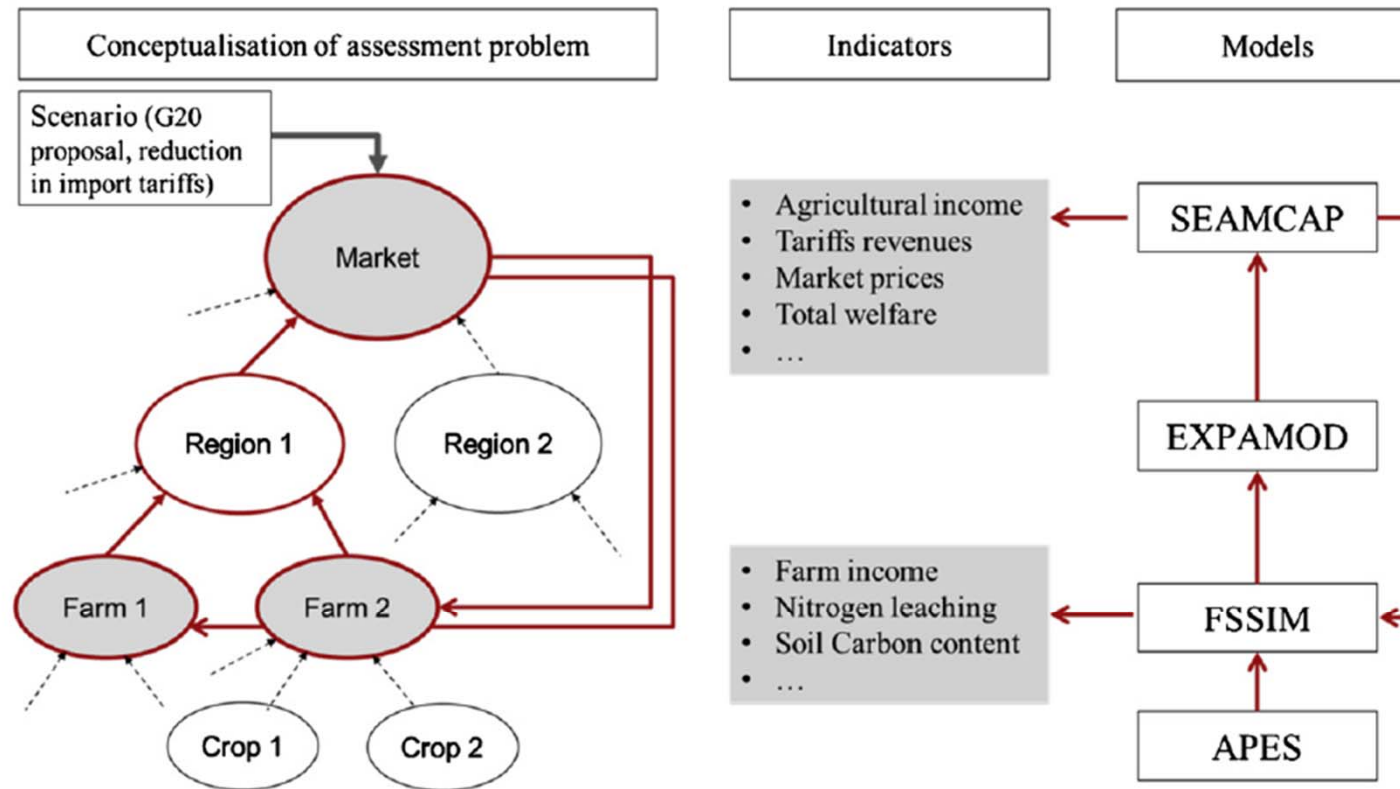 Conceptualisation of assessment problem
Indicators
Models
Scenario (G20
proposal, reduction
in import tariffs)
Market
Region 1
Region 2
Farm 1
Farm 2
Crop 1
Crop 2
• Agricultural income
• Tariffs revenues
• Market prices
• Total welfare
• …
• Farm income
• Nitrogen leaching
• Soil Carbon content
• …
SEAMCAP
EXPAMOD
FSSIM
APES